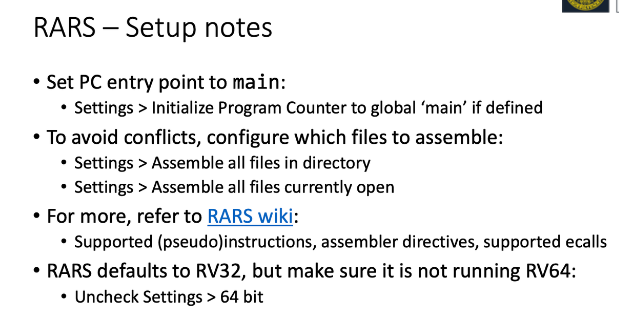 RARS – Setup notes
• Set PC entry point to main:
• Settings > Initialize Program Counter to global ‘main’ if defined
• To avoid conflicts, configure which files to assemble:
• Settings > Assemble all files in directory
• Settings > Assemble all files currently open
• For more, refer to RARS wiki:
• Supported (pseudo)instructions, assembler directives, supported ecalls
• RARS defaults to RV32, but make sure it is not running RV64:
• Uncheck Settings > 64 bit